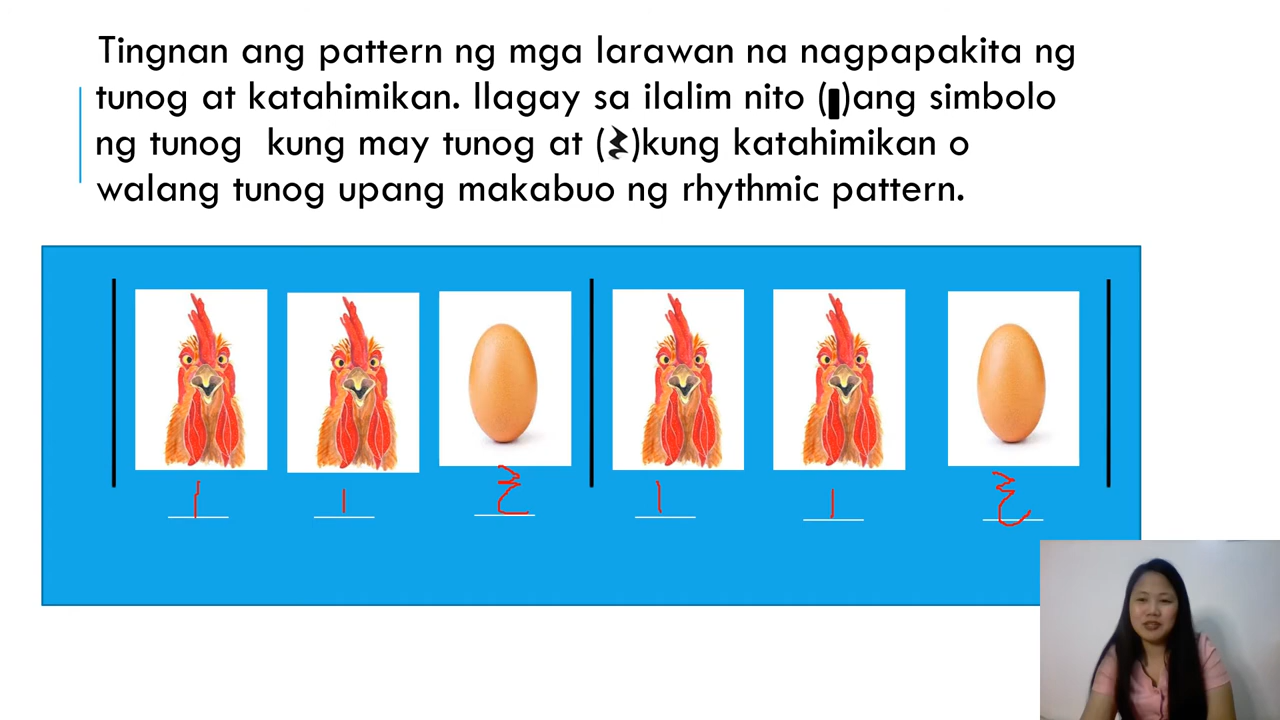 Tingnan ang pattern ng mga larawan na nagpapakita ng
tunog at katahimikan. Ilagay sa ilalim nito (▮)ang simbolo
ng tunog kung may tunog at (𝄽)kung katahimikan o
walang tunog upang makabuo ng rhythmic pattern.
| | 𝄽 | | 𝄽